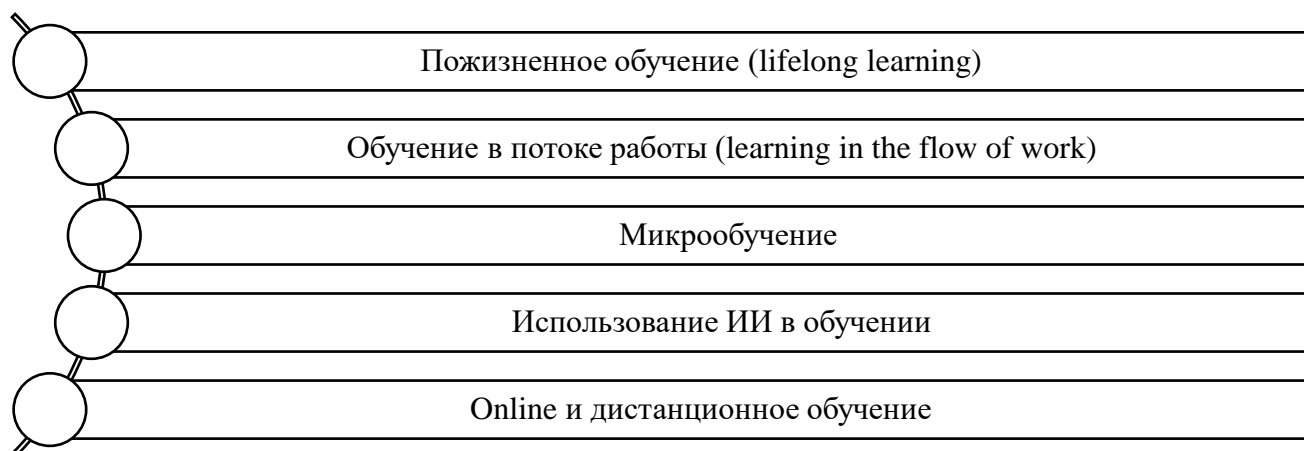 Пожизненное обучение (lifelong learning)
Обучение в потоке работы (learning in the flow of work)
Микрообучение
Использование ИИ в обучении
Online и дистанционное обучение